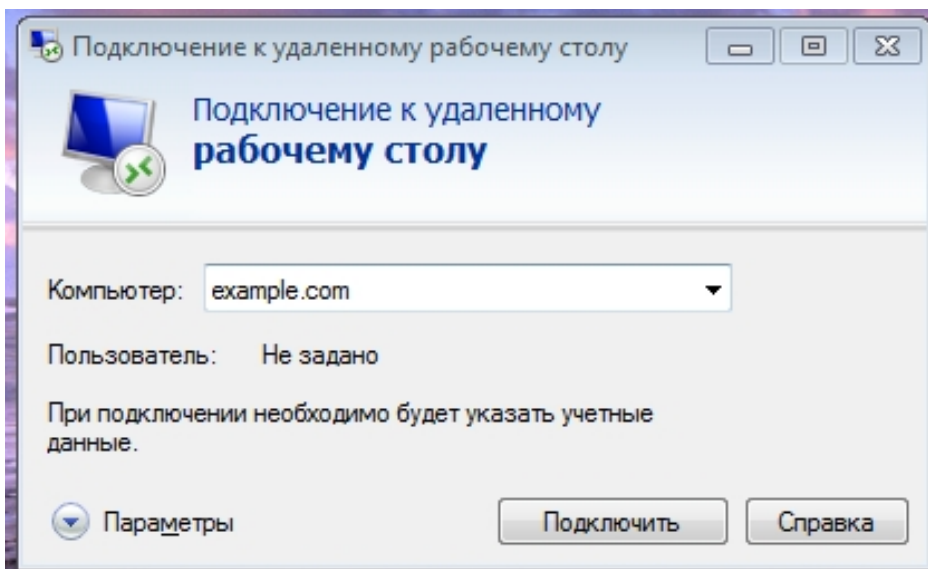 Подключение к удаленному рабочему столу
Подключение к удаленному
рабочему столу
Компьютер: example.com
Пользователь: Не задано
При подключении необходимо будет указать учетные
данные.
Параметры Подключить Справка